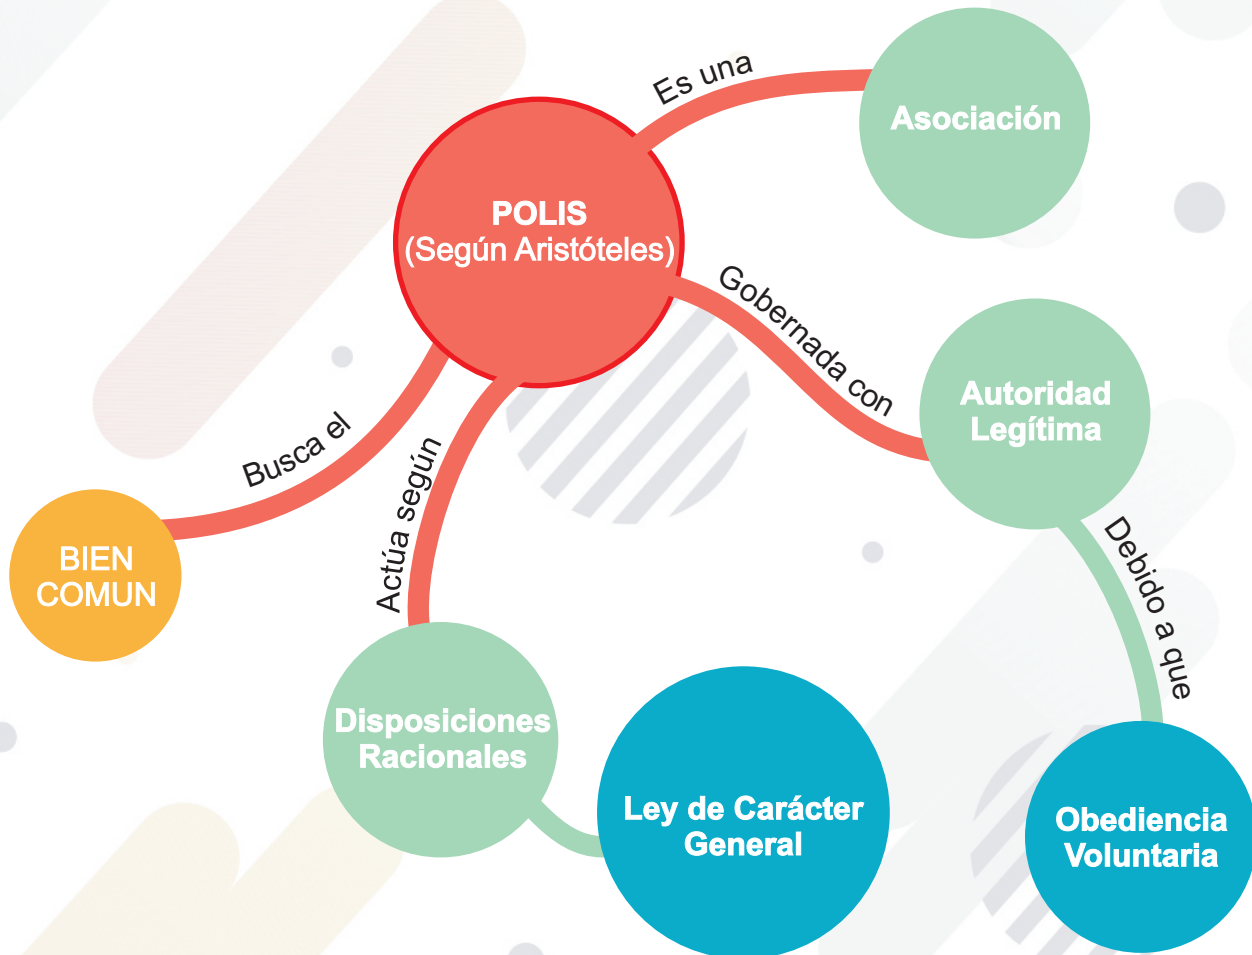 Es una
Asociación
POLIS
(Según Aristóteles)
Gobernada con
Autoridad
Legítima
Busca el
BIEN
COMUN
Actúa según
Debido a que
Disposiciones
Racionales
Ley de Carácter
General
Obediencia
Voluntaria